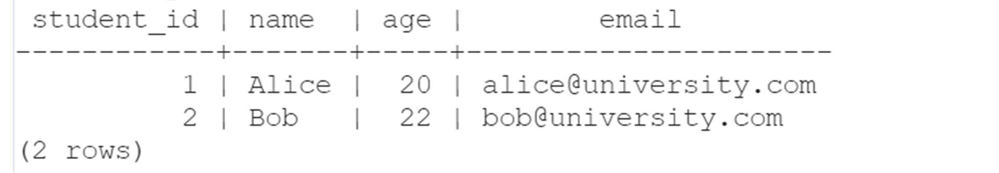 student_id | name  | age |        email
------------+-------+-----+----------------------
          1 | Alice |  20 | alice@university.com
          2 | Bob   |  22 | bob@university.com
(2 rows)